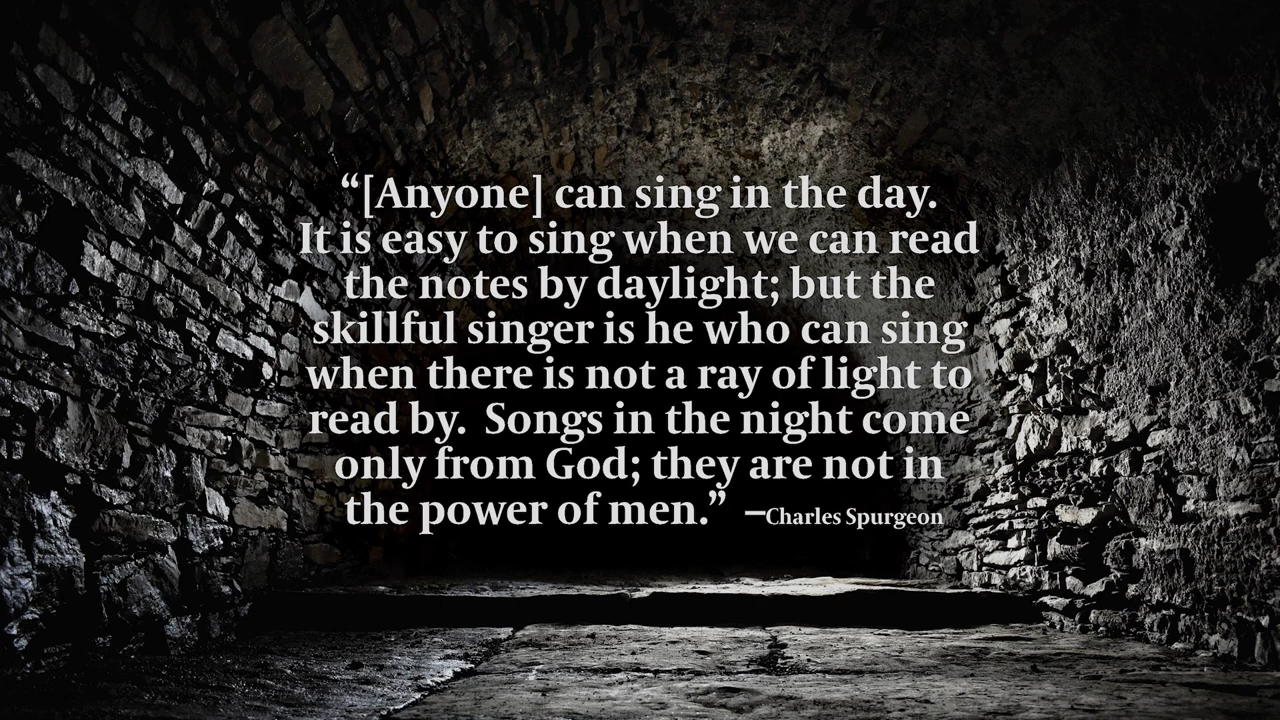 “[Anyone] can sing in the day.
It is easy to sing when we can read
the notes by daylight; but the
skillful singer is he who can sing
when there is not a ray of light to
read by.  Songs in the night come
only from God; they are not in
the power of men.”  –Charles Spurgeon